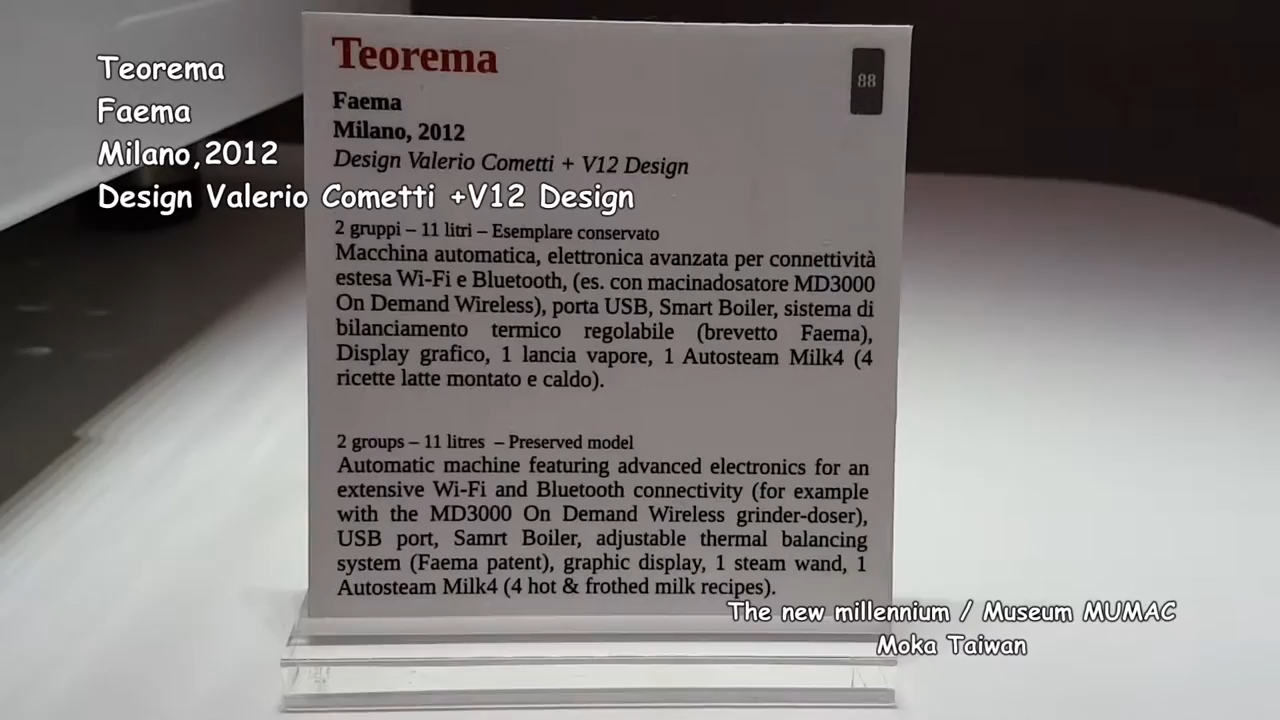 Teorema
88
Faema
Milano, 2012
Design Valerio Cometti + V12 Design
2 gruppi – 11 litri – Esemplare conservato
Macchina automatica, elettronica avanzata per connettività
estesa Wi-Fi e Bluetooth, (es. con macinadosatore MD3000
On Demand Wireless), porta USB, Smart Boiler, sistema di
bilanciamento termico regolabile (brevetto Faema),
Display grafico, 1 lancia vapore, 1 Autosteam Milk4 (4
ricette latte montato e caldo).
2 groups – 11 litres – Preserved model
Automatic machine featuring advanced electronics for an
extensive Wi-Fi and Bluetooth connectivity (for example
with the MD3000 On Demand Wireless grinder-doser),
USB port, Samrt Boiler, adjustable thermal balancing
system (Faema patent), graphic display, 1 steam wand, 1
Autosteam Milk4 (4 hot & frothed milk recipes).
Teorema
Faema
Milano,2012
Design Valerio Cometti +V12 Design
The new millennium / Museum MUMAC
Moka Taiwan